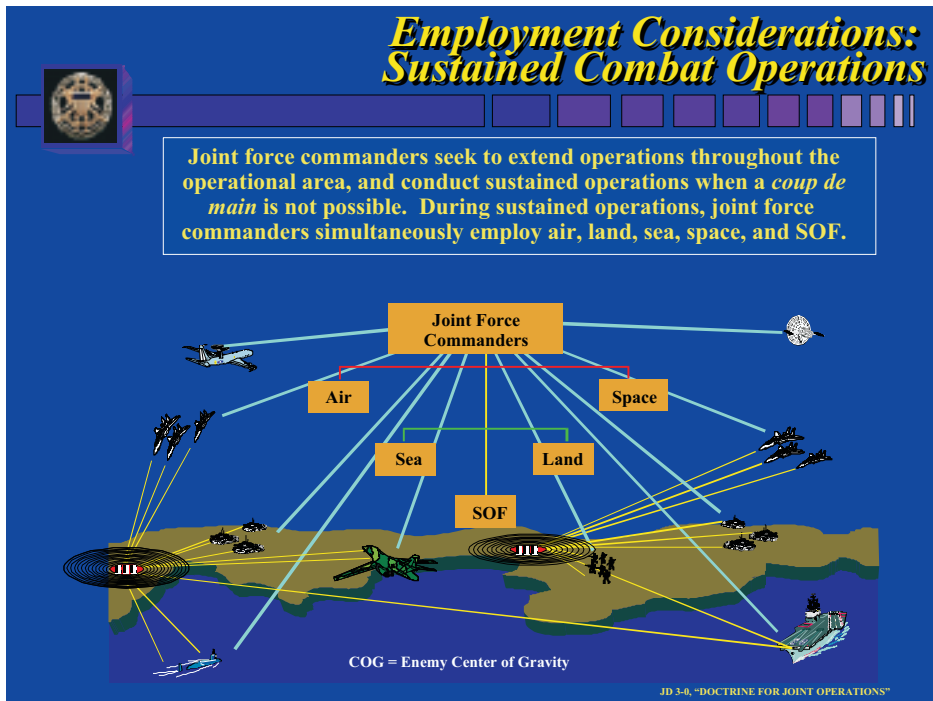 Employment Considerations:
Sustained Combat Operations
Joint force commanders seek to extend operations throughout the
operational area, and conduct sustained operations when a coup de
main is not possible. During sustained operations, joint force
commanders simultaneously employ air, land, sea, space, and SOF.
Joint Force
Commanders
Air
Space
Sea
Land
SOF
COG = Enemy Center of Gravity
JD 3-0, “DOCTRINE FOR JOINT OPERATIONS”